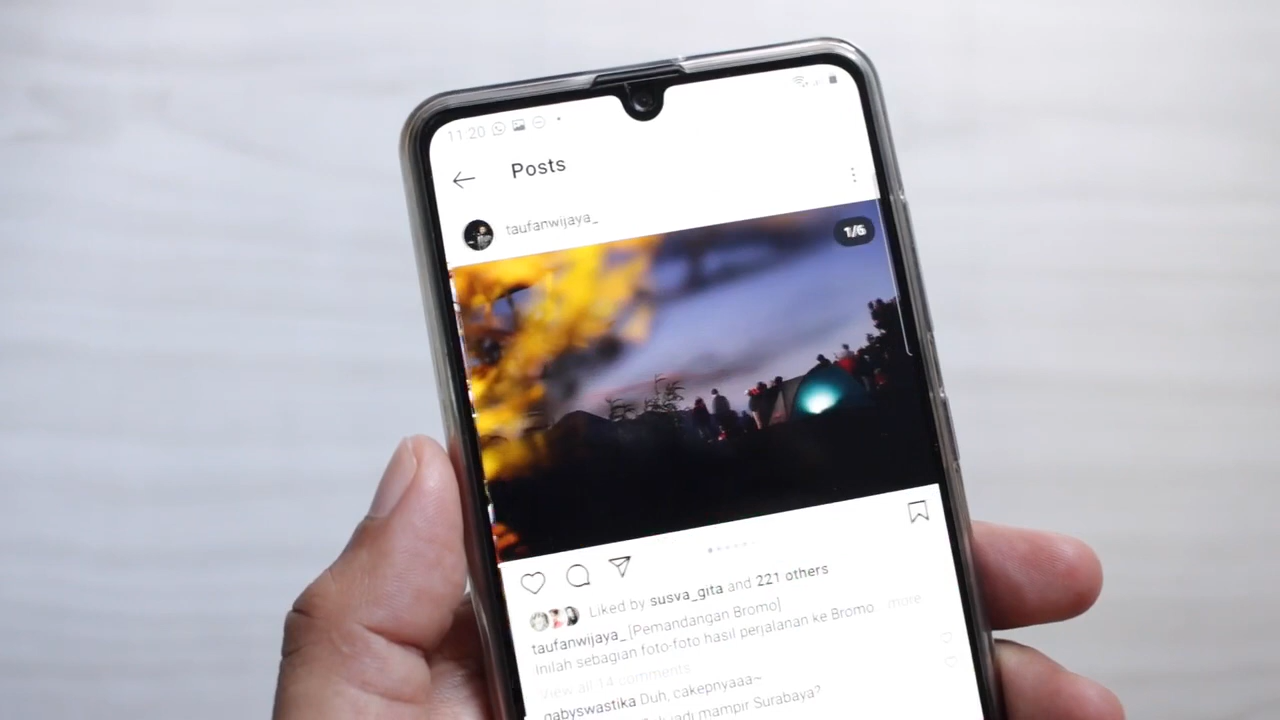 11:20
Posts
taufanwijaya_
1/6
Liked by susva_gita and 221 others
taufanwijaya_ [Pemandangan Bromo]
Inilah sebagian foto-foto hasil perjalanan ke Bromo more
View all 14 comments
gabyswastika Duh, cakepnyaaa~
jadi mampir Surabaya?